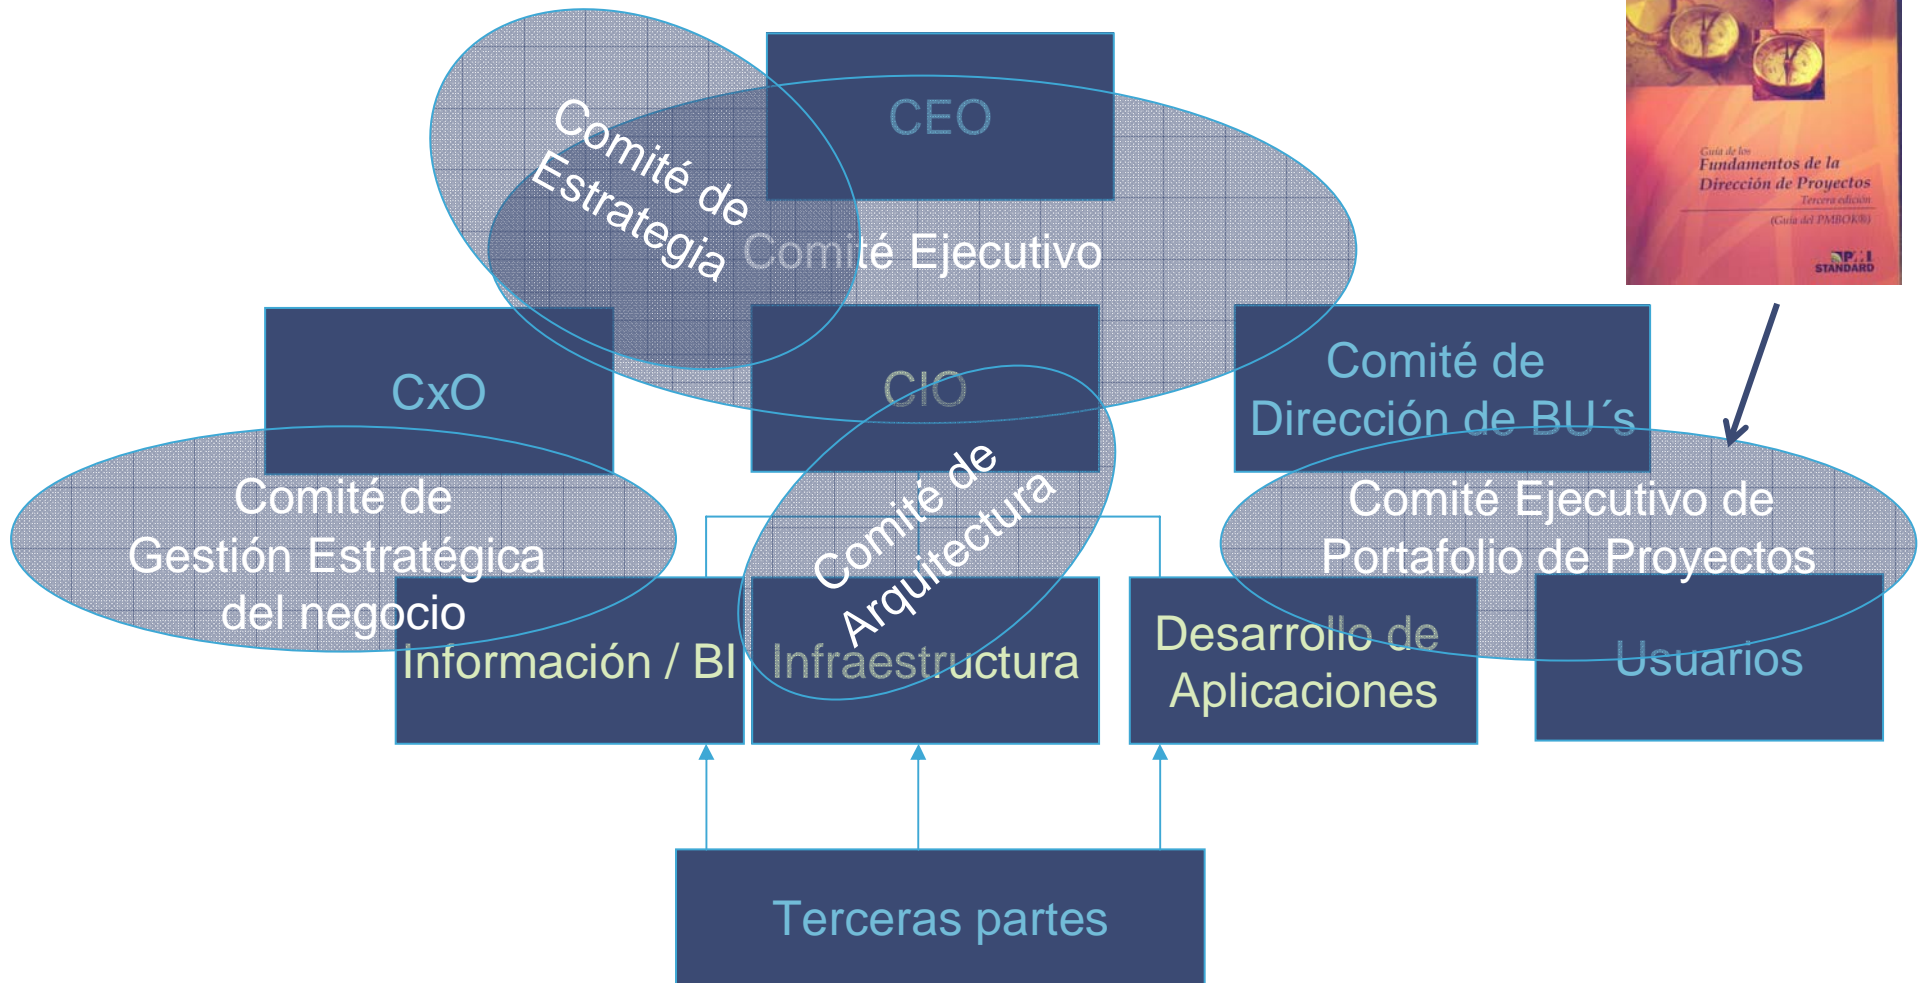 CEO
Comité de
Estrategia
Comité Ejecutivo
Guía de los
Fundamentos de la
Dirección de Proyectos
Tercera edición
(Guía del PMBOK®)
STANDARD
CxO
CIO
Comité de
Dirección de BU´s
Comité de
Gestión Estratégica
del negocio
Comité de
Arquitectura
Comité Ejecutivo de
Portafolio de Proyectos
Información / BI
Infraestructura
Desarrollo de
Aplicaciones
Usuarios
Terceras partes